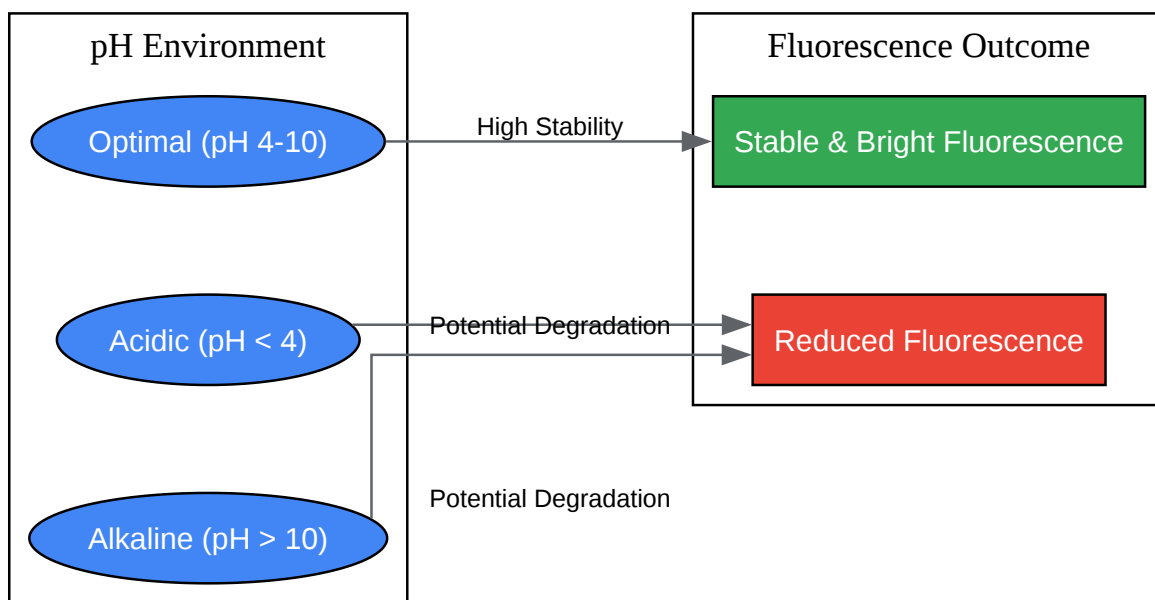 pH Environment
Fluorescence Outcome
Optimal (pH 4-10)
High Stability
Stable & Bright Fluorescence
Acidic (pH < 4)
Potential Degradation
Reduced Fluorescence
Potential Degradation
Alkaline (pH > 10)